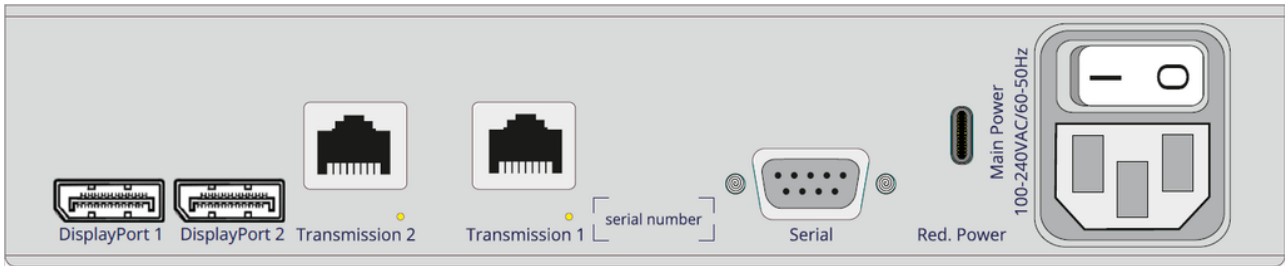 DisplayPort 1
DisplayPort 2
Transmission 2
Transmission 1
serial number
Serial
Red. Power
Main Power
100-240VAC/60-50Hz
I O